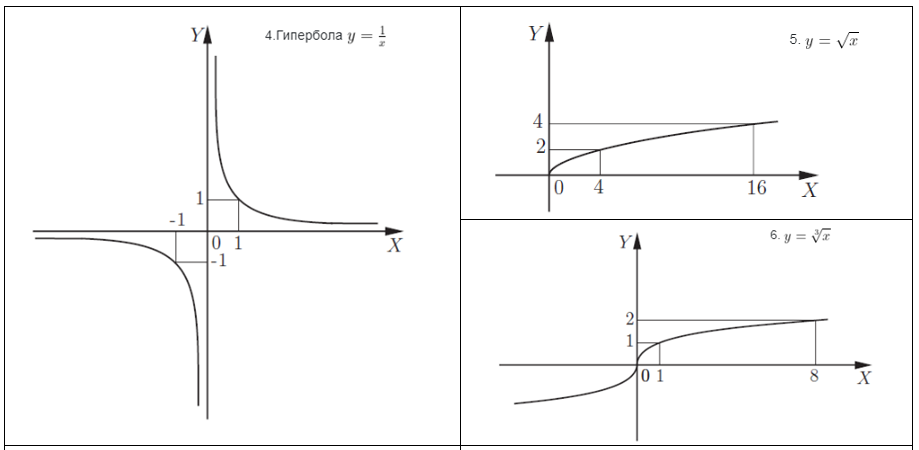 4.Гипербола y = 1/x
Y
1
-1
0 1
-1
X
5. y = √x
Y
4
2
0 4 16 X
6. y = ∛x
Y
2
1
0 1 8 X